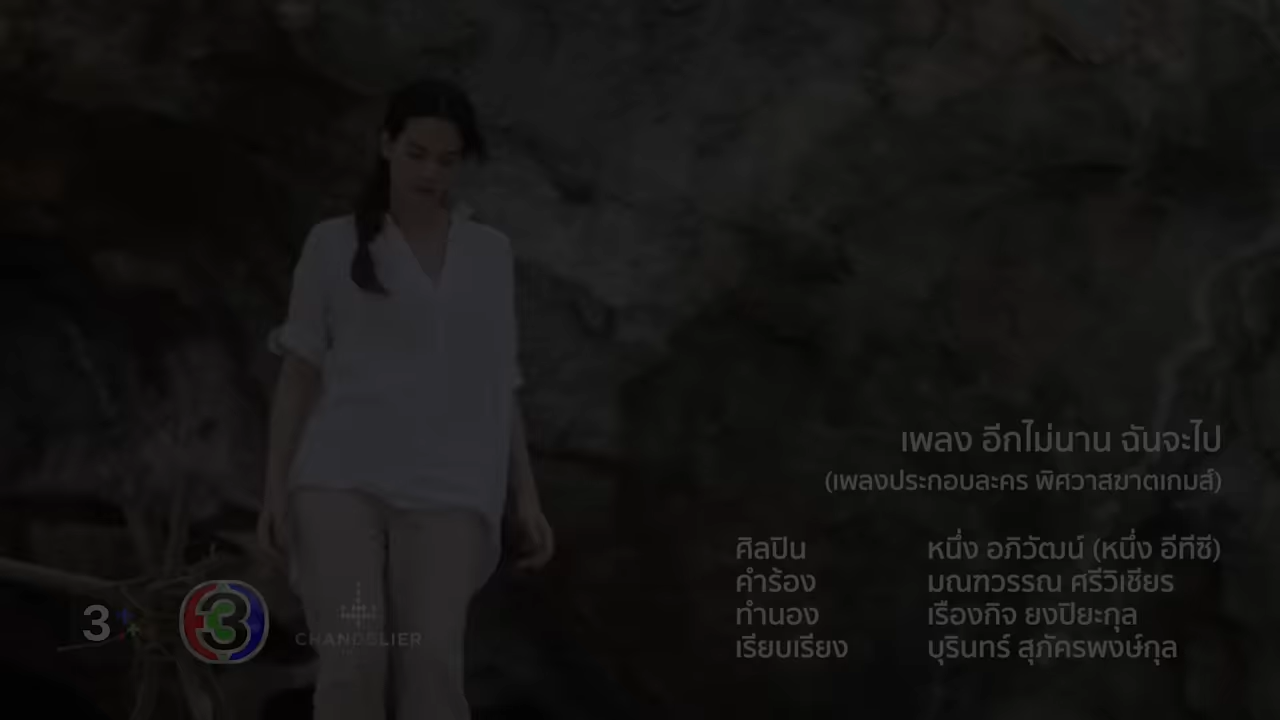 เพลง อีกไม่นาน ฉันจะไป
(เพลงประกอบละคร พิศวาสฆาตเกมส์)
ศิลปิน หนึ่ง อภิวัฒน์ (หนึ่ง อีทีซี)
คำร้อง มณฑวรรณ ศรีวิเชียร
ทำนอง เรืองกิจ ยงปิยะกุล
เรียบเรียง บุรินทร์ สุภัครพงษ์กุล
3
3
CHANDELIER